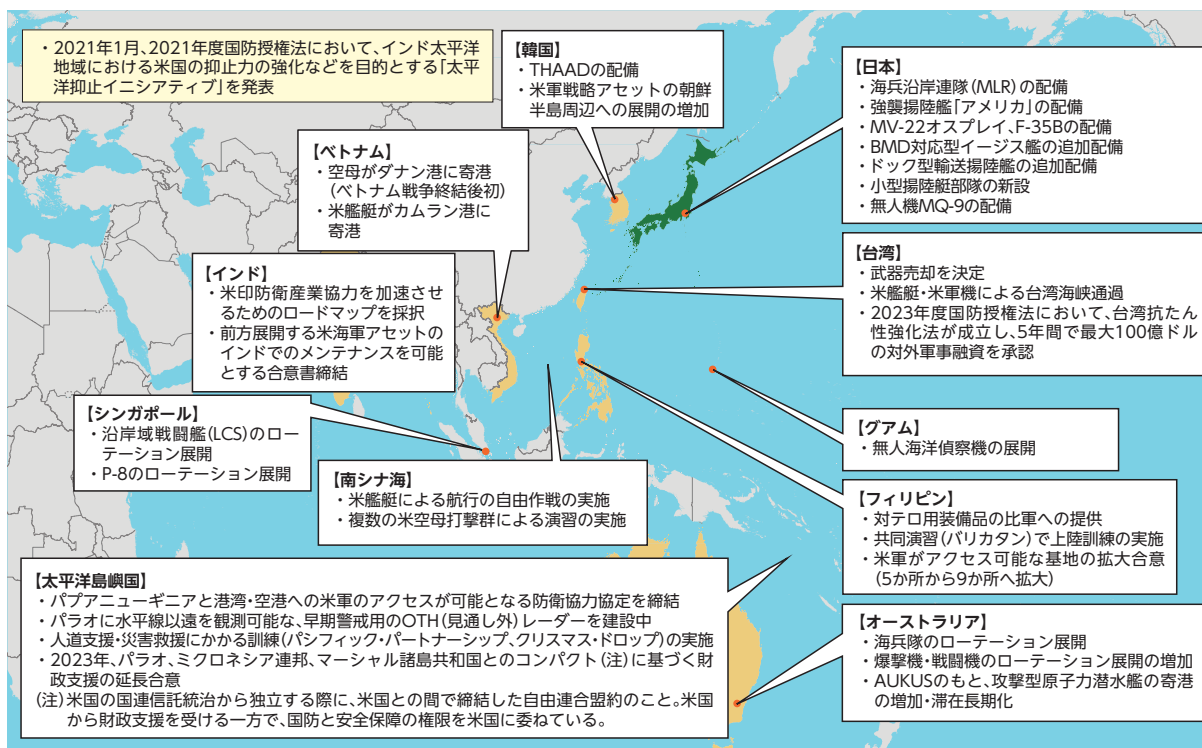 ・2021年1月、2021年度国防授権法において、インド太平洋
地域における米国の抑止力の強化などを目的とする「太平
洋抑止イニシアティブ」を発表
【韓国】
・THAADの配備
・米軍戦略アセットの朝鮮
半島周辺への展開の増加
【日本】
・海兵沿岸連隊(MLR)の配備
・強襲揚陸艦「アメリカ」の配備
・MV-22オスプレイ、F-35Bの配備
・BMD対応型イージス艦の追加配備
・ドック型輸送揚陸艦の追加配備
・小型揚陸艇部隊の新設
・無人機MQ-9の配備
【ベトナム】
・空母がダナン港に寄港
(ベトナム戦争終結後初)
・米艦艇がカムラン港に
寄港
【台湾】
・武器売却を決定
・米艦艇・米軍機による台湾海峡通過
・2023年度国防授権法において、台湾抗たん
性強化法が成立し、5年間で最大100億ドル
の対外軍事融資を承認
【インド】
・米印防衛産業協力を加速させ
るためのロードマップを採択
・前方展開する米海軍アセットの
インドでのメンテナンスを可能
とする合意書締結
【シンガポール】
・沿岸域戦闘艦(LCS)のロー
テーション展開
・P-8のローテーション展開
【グアム】
・無人海洋偵察機の展開
【南シナ海】
・米艦艇による航行の自由作戦の実施
・複数の米空母打撃群による演習の実施
【フィリピン】
・対テロ用装備品の比軍への提供
・共同演習(バリカタン)で上陸訓練の実施
・米軍がアクセス可能な基地の拡大合意
(5か所から9か所へ拡大)
【太平洋島嶼国】
・パプアニューギニアと港湾・空港への米軍のアクセスが可能となる防衛協力協定を締結
・パラオに水平線以遠を観測可能な、早期警戒用のOTH(見通し外)レーダーを建設中
・人道支援・災害救援にかかる訓練(パシフィック・パートナーシップ、クリスマス・ドロップ)の実施
・2023年、パラオ、ミクロネシア連邦、マーシャル諸島共和国とのコンパクト(注)に基づく財
政支援の延長合意
(注)米国の国連信託統治から独立する際に、米国との間で締結した自由連合盟約のこと。米国
から財政支援を受ける一方で、国防と安全保障の権限を米国に委ねている。
【オーストラリア】
・海兵隊のローテーション展開
・爆撃機・戦闘機のローテーション展開の増加
・AUKUSのもと、攻撃型原子力潜水艦の寄港
の増加・滞在長期化